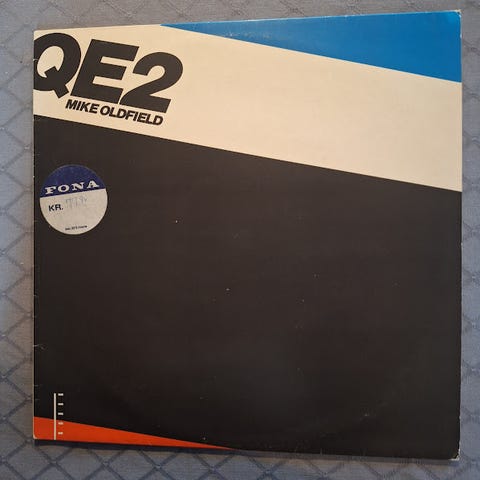 QE2
MIKE OLDFIELD
FONA
KR.